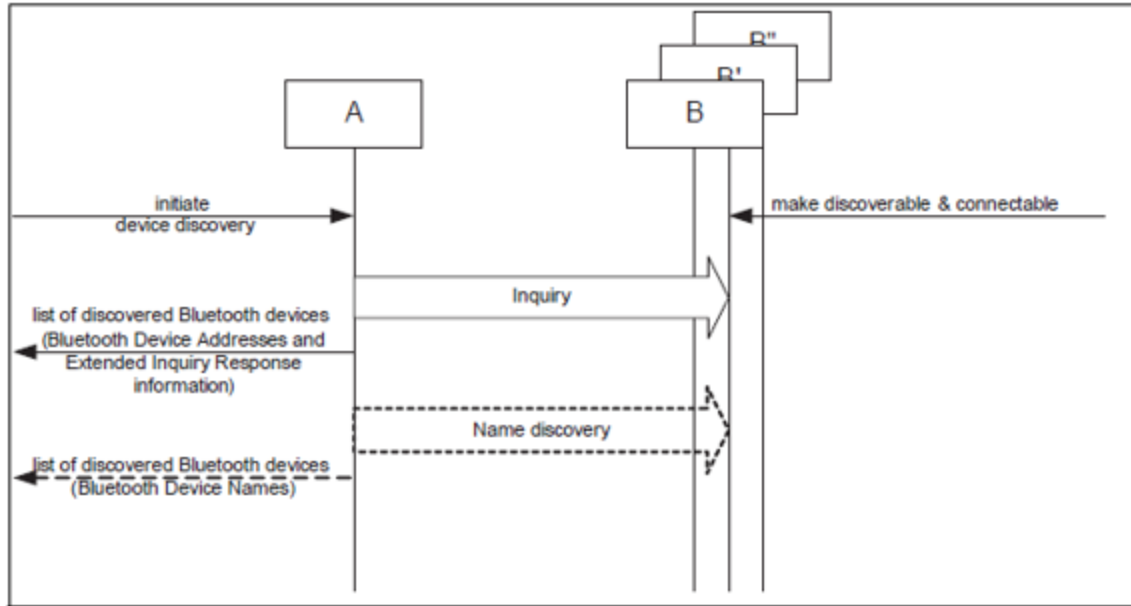 B"
B'
A
B
initiate
device discovery
make discoverable & connectable
Inquiry
list of discovered Bluetooth devices
(Bluetooth Device Addresses and
Extended Inquiry Response
information)
Name discovery
list of discovered Bluetooth devices
(Bluetooth Device Names)